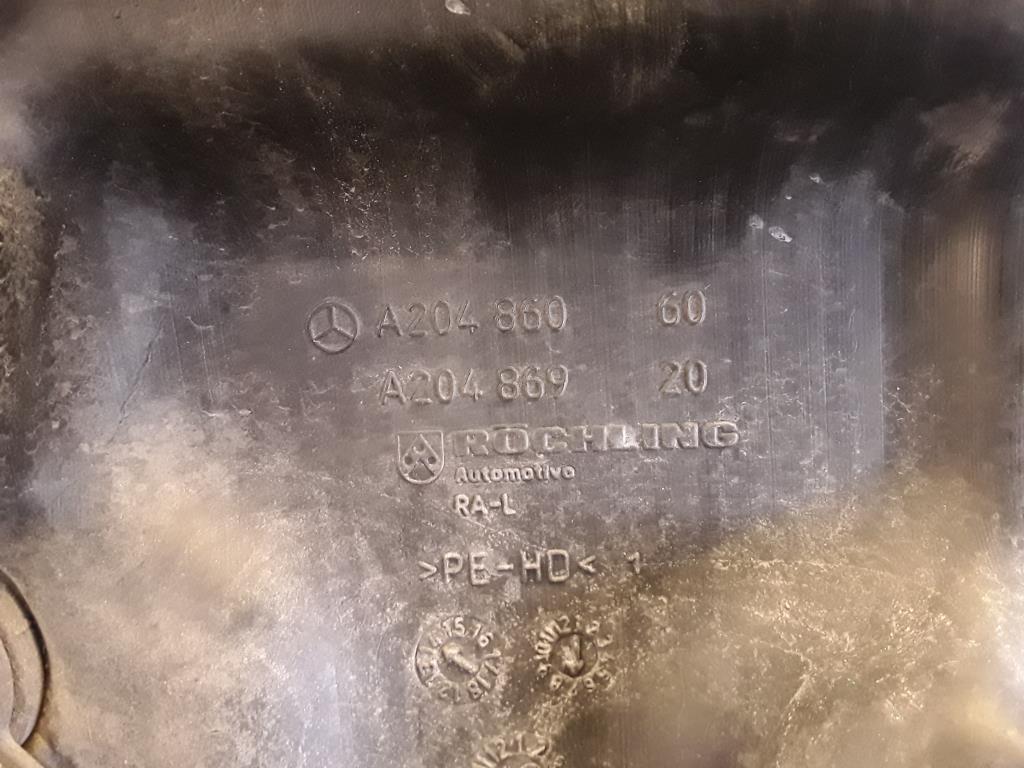 A204 860 60
A204 869 20
RÖCHLING
Automotive
RA-L
>PE-HD< 1